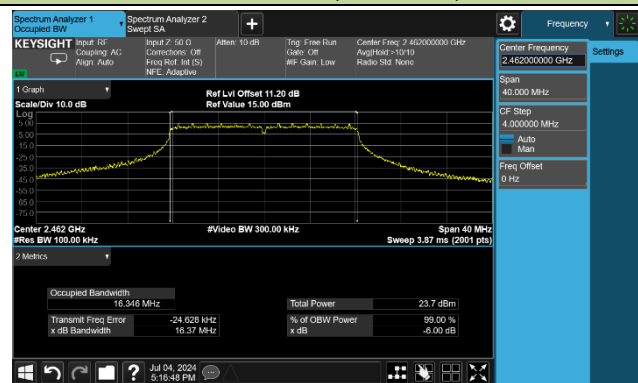 Spectrum Analyzer 1
Occupied BW
Spectrum Analyzer 2
Swept SA
+
Frequency
KEYSIGHT
Input: RF
Coupling: AC
Align: Auto
Input Z: 50 Ω
Corrections: Off
Freq Ref: Int (S)
NFE: Adaptive
Atten: 10 dB
Trig: Free Run
Gate: Off
#IF Gain: Low
Center Freq: 2.462000000 GHz
Avg|Hold:>10/10
Radio Std: None
LU
Center Frequency
2.462000000 GHz
Settings
Span
40.000 MHz
CF Step
4.000000 MHz
Auto
Man
Freq Offset
0 Hz
1 Graph
Scale/Div 10.0 dB
Ref Lvl Offset 11.20 dB
Ref Value 15.00 dBm
Log
5.00
-5.00
-15.0
-25.0
-35.0
-45.0
-55.0
-65.0
-75.0
Center 2.462 GHz
#Res BW 100.00 kHz
#Video BW 300.00 kHz
Span 40 MHz
Sweep 3.87 ms (2001 pts)
2 Metrics
Occupied Bandwidth
16.346 MHz
Total Power 23.7 dBm
Transmit Freq Error -24.628 kHz
% of OBW Power 99.00 %
x dB Bandwidth 16.37 MHz
x dB -6.00 dB
?
Jul 04, 2024
5:16:48 PM